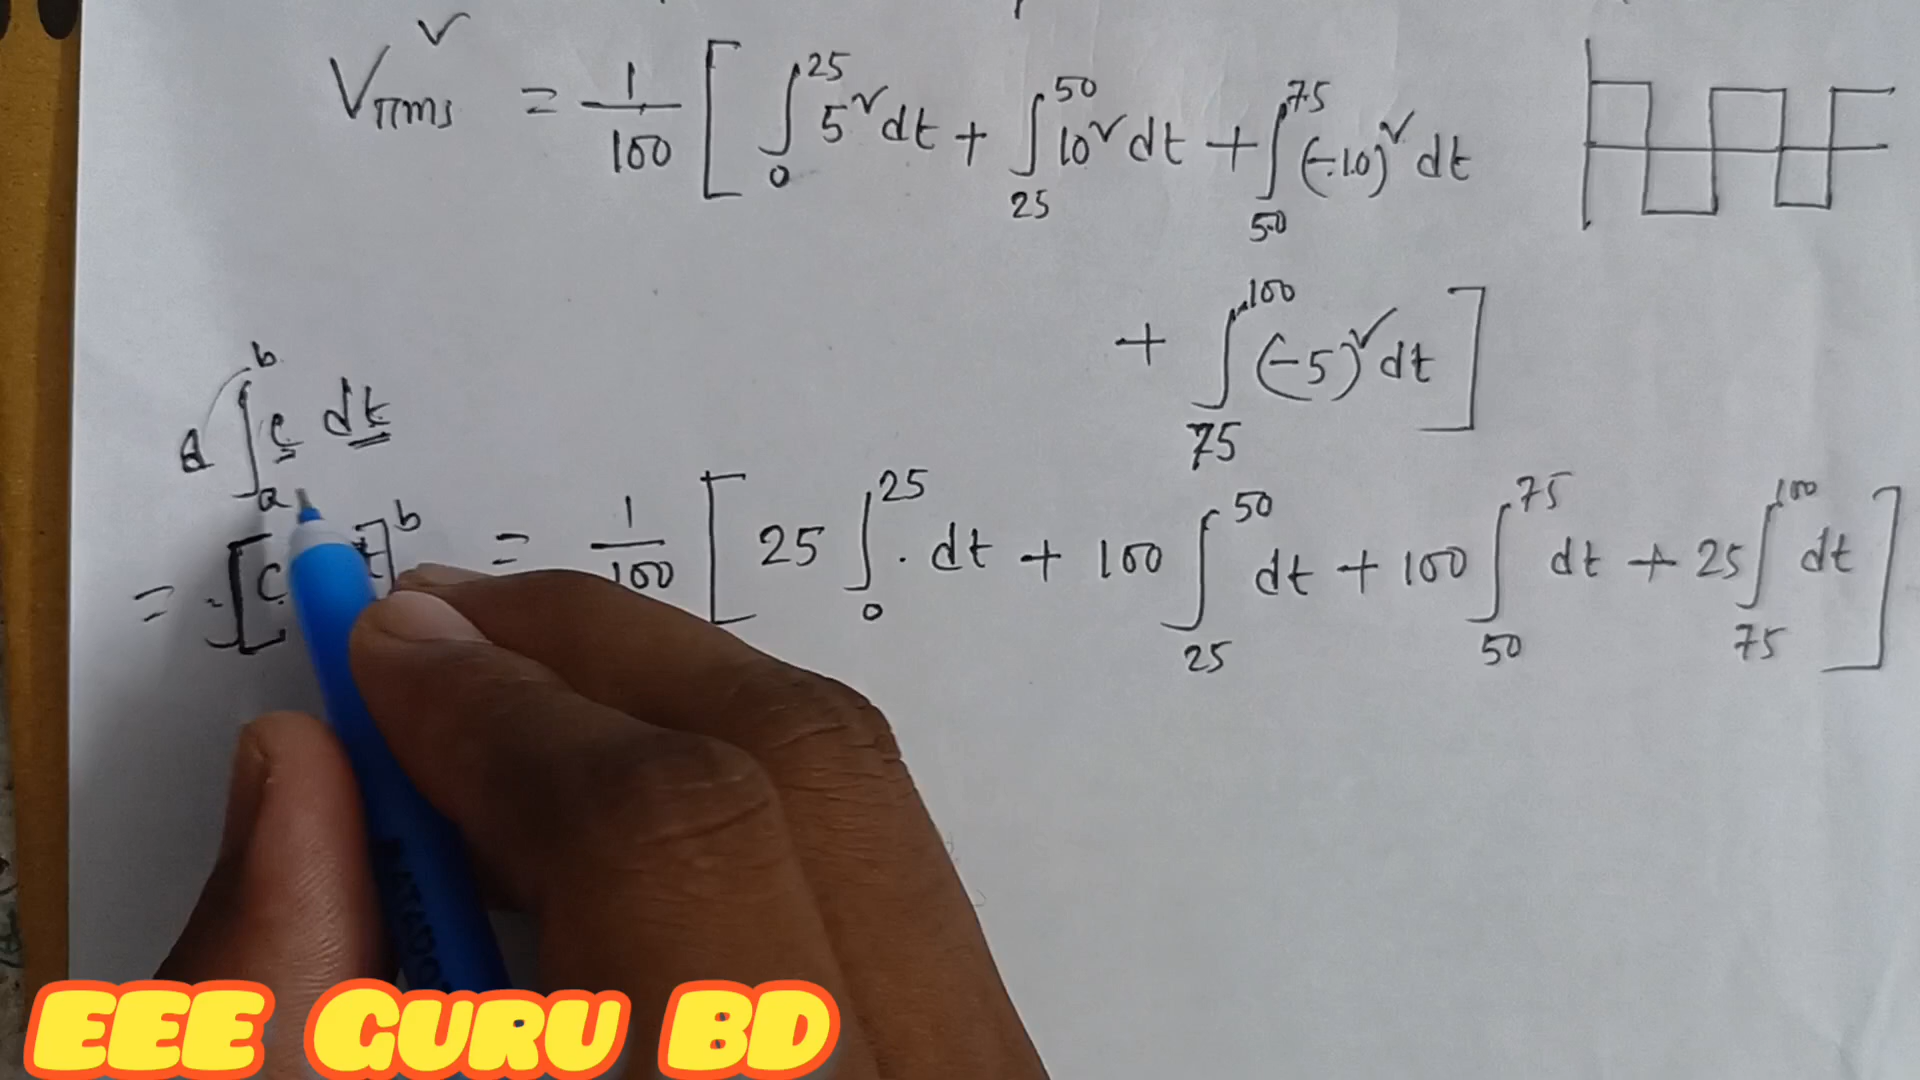 Vrms² = 1/100 [ ∫₀²⁵ 5² dt + ∫₂₅⁵⁰ 10² dt + ∫₅₀⁷⁵ (-10)² dt
+ ∫₇₅¹⁰⁰ (-5)² dt ]
∫ₐᵇ c dt
= [c t]ᵇ
= 1/100 [ 25 ∫₀²⁵ · dt + 100 ∫₂₅⁵⁰ dt + 100 ∫₅₀⁷⁵ dt + 25 ∫₇₅¹⁰⁰ dt ]
EEE GURU BD